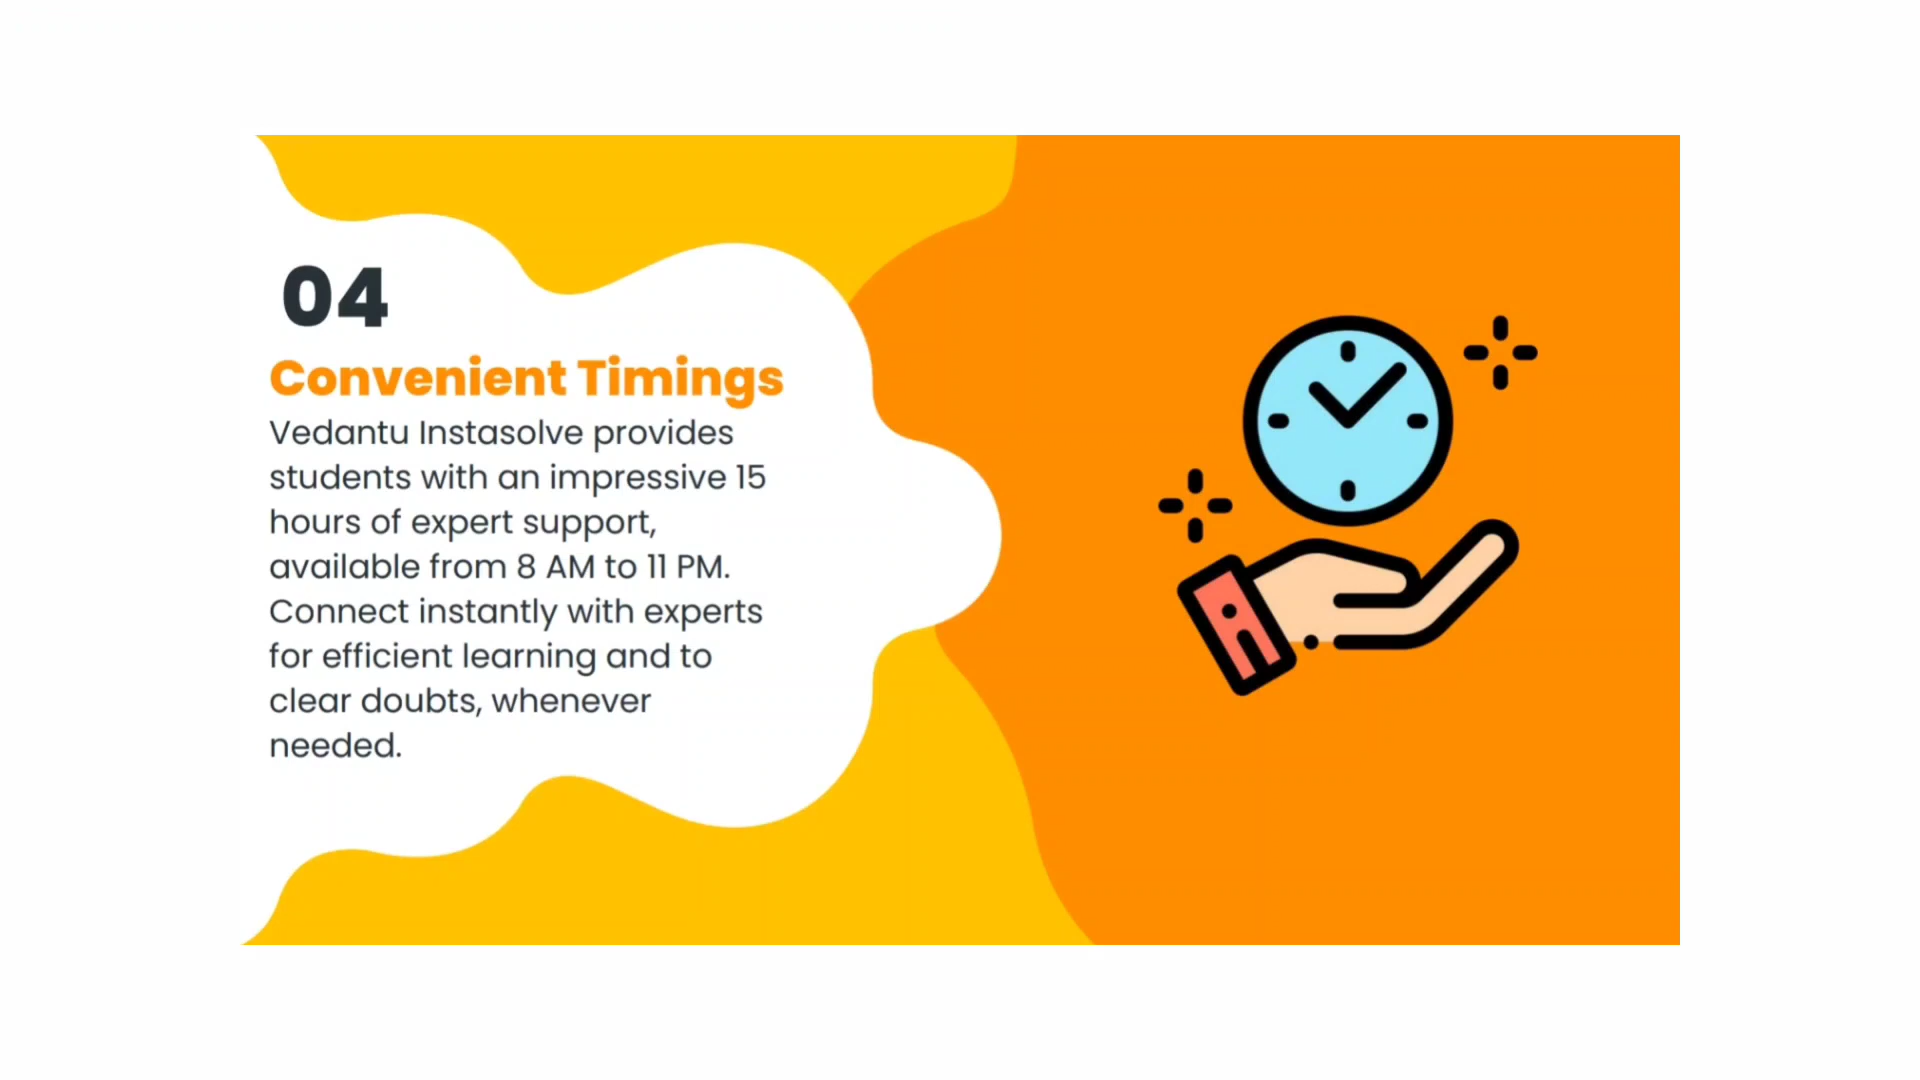 04
Convenient Timings
Vedantu Instasolve provides
students with an impressive 15
hours of expert support,
available from 8 AM to 11 PM.
Connect instantly with experts
for efficient learning and to
clear doubts, whenever
needed.